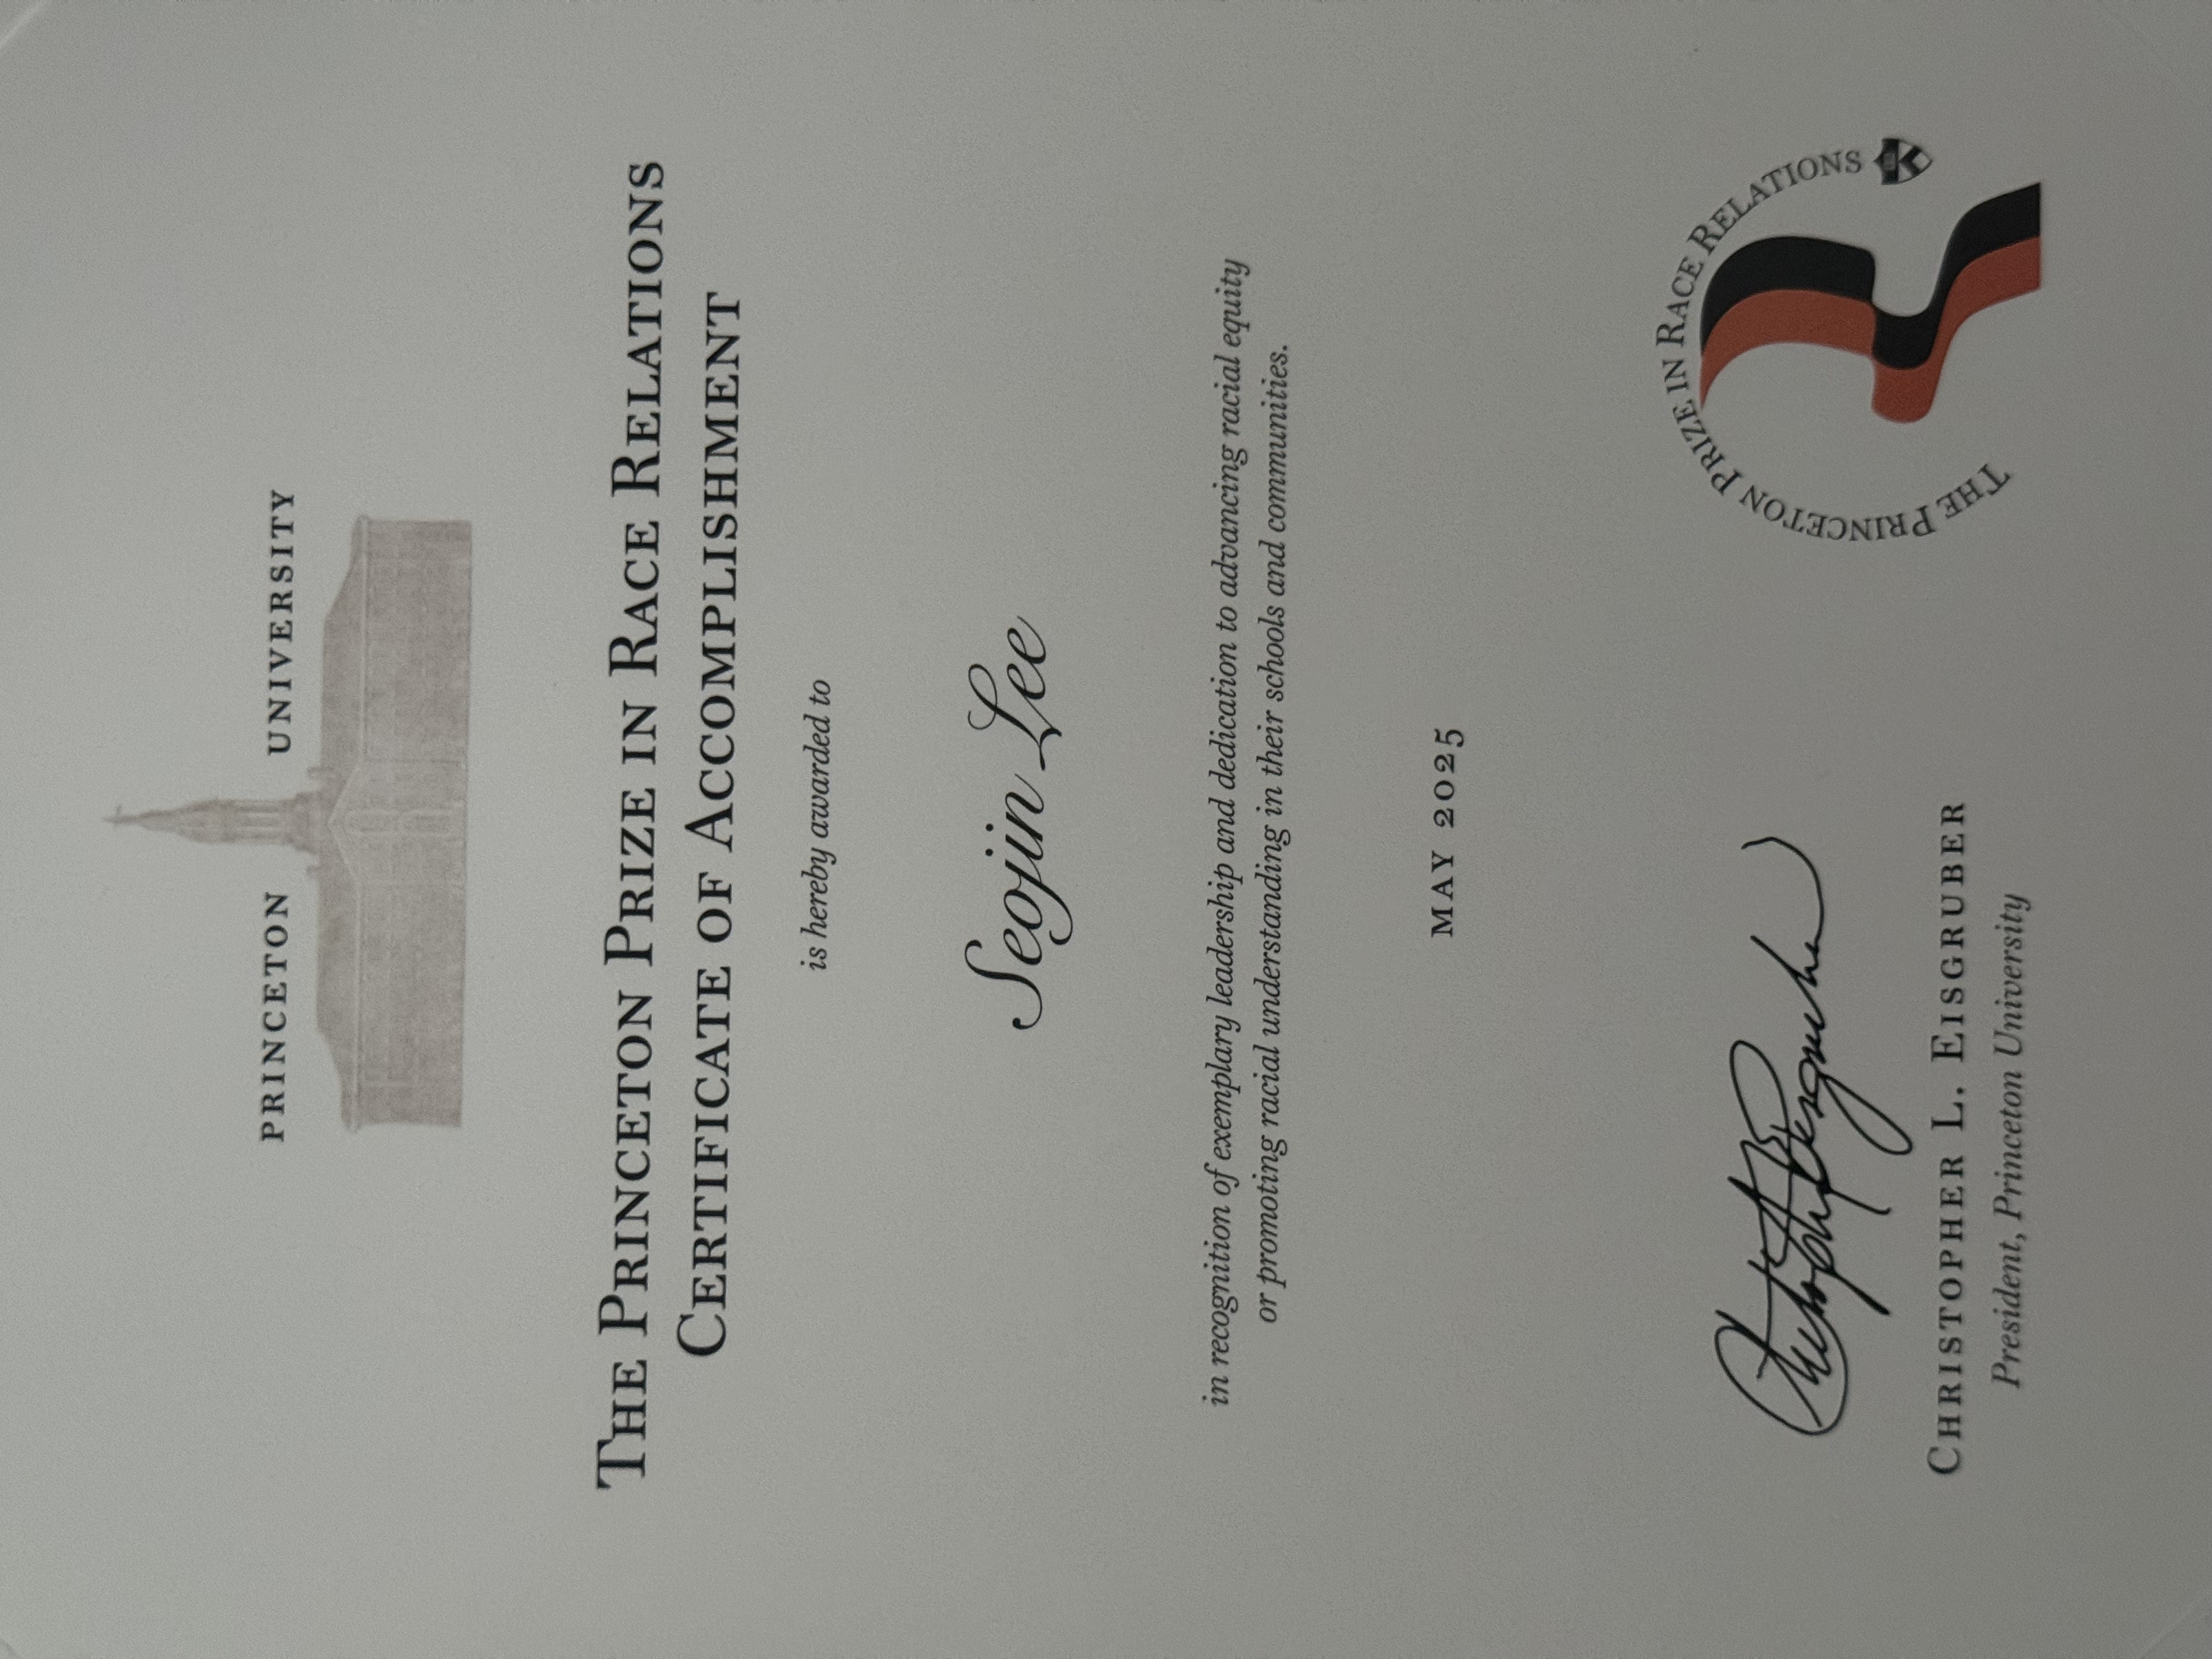 PRINCETON UNIVERSITY
THE PRINCETON PRIZE IN RACE RELATIONS
CERTIFICATE OF ACCOMPLISHMENT
is hereby awarded to
Seojin Lee
in recognition of exemplary leadership and dedication to advancing racial equity
or promoting racial understanding in their schools and communities.
MAY 2025
Christopher L. Eisgruber
CHRISTOPHER L. EISGRUBER
President, Princeton University
THE PRINCETON PRIZE IN RACE RELATIONS